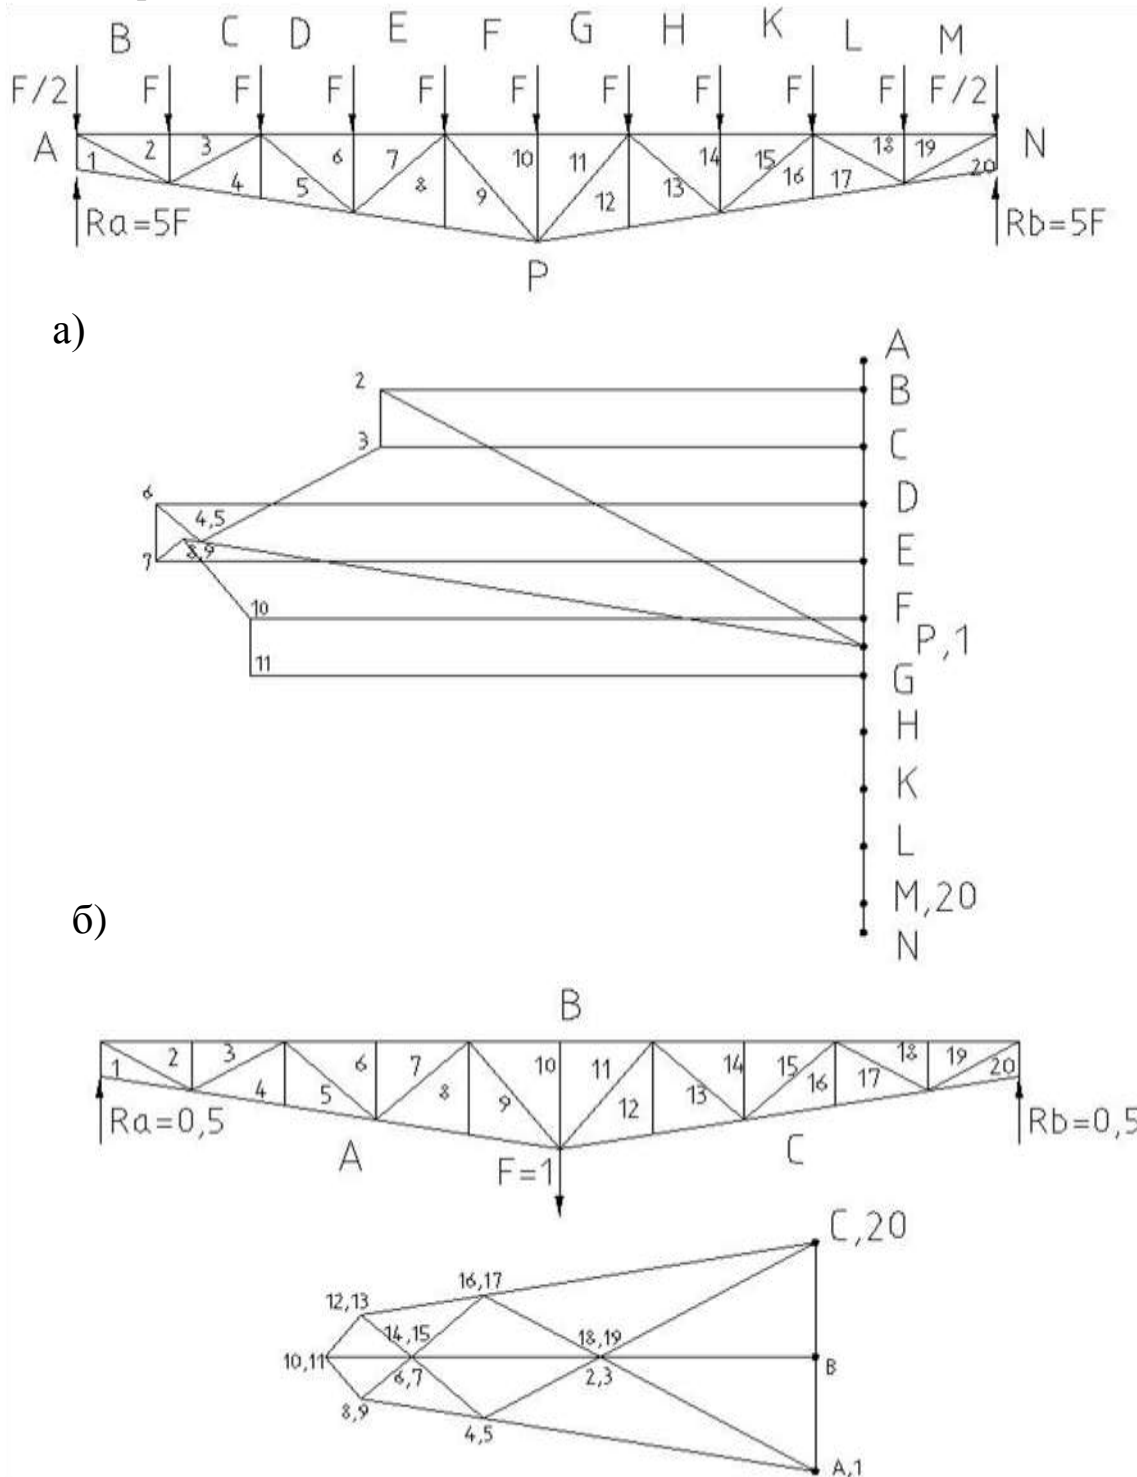 B C D E F G H K L M
F/2 F F F F F F F F F F/2
A 1 2 3 4 5 6 7 8 9 10 11 12 13 14 15 16 17 18 19 20 N
Ra=5F Rb=5F
P
а)
A
2 B
3 C
6 D
4,5
7 8,9 E
10 F
P,1
11 G
H
K
L
M,20
б)
N
B
1 2 3 4 5 6 7 8 9 10 11 12 13 14 15 16 17 18 19 20
Ra=0,5 Rb=0,5
A F=1 C
C,20
16,17
12,13
14,15 18,19
10,11 B
6,7 2,3
8,9
4,5
A,1